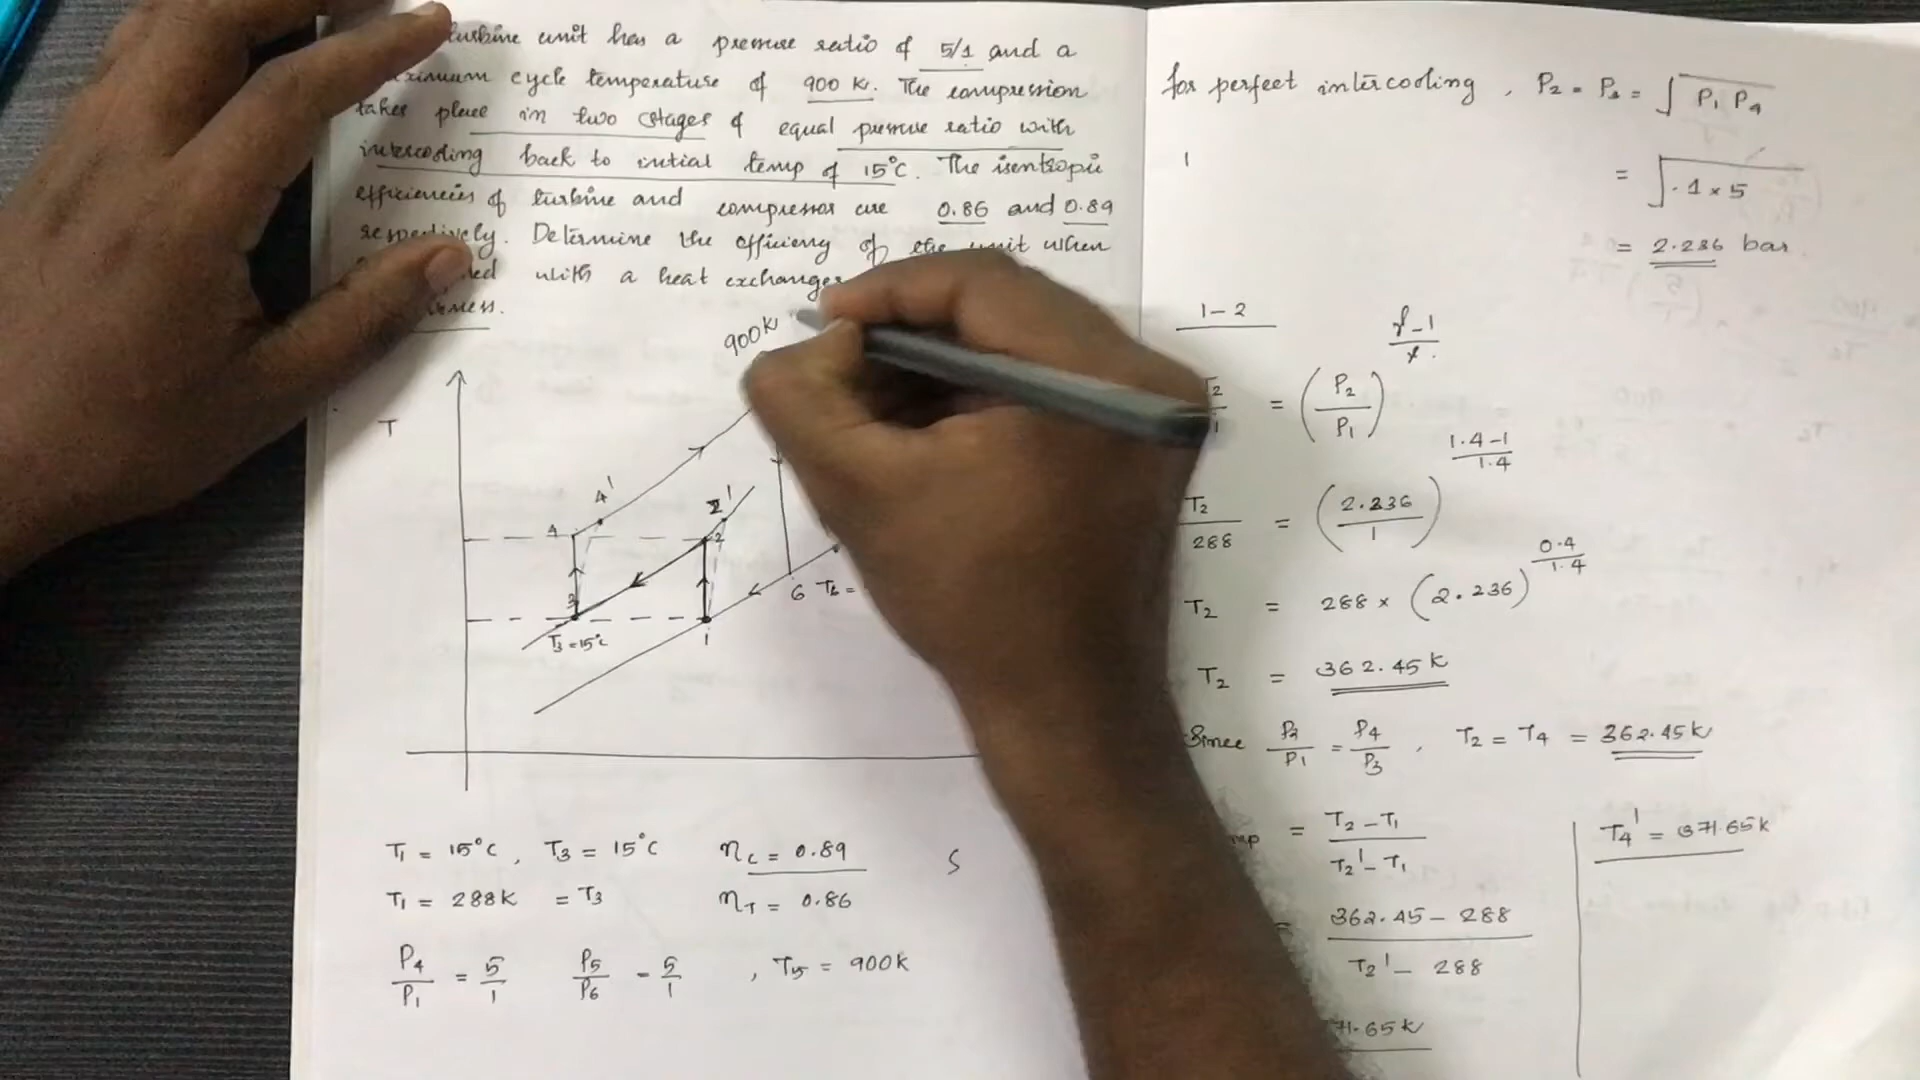 turbine unit has a pressure ratio of 5/1 and a
cycle temperature of 900 K. The compression
takes place in two stages of equal pressure ratio with
intercooling back to initial temp of 15°C. The isentropic
efficiencies of turbine and compressor are 0.86 and 0.89
respectively. Determine the efficiency of the unit when
with a heat exchanger
900K
T
4'
2'
4
2
3
6 T6 =
T3 = 15°C
1
S
T1 = 15°C , T3 = 15°C ηC = 0.89
T1 = 288K = T3 ηT = 0.86
P4/P1 = 5/1 P5/P6 = 5/1 , T5 = 900K
for perfect intercooling , P2 = P3 = √P1 P4
= √1 × 5
= 2.236 bar
1-2
= (P2/P1)^γ-1/γ
T2/288 = (2.236/1)^1.4-1/1.4
T2 = 288 × (2.236)^0.4/1.4
T2 = 362.45 K
Since P2/P1 = P4/P3 , T2 = T4 = 362.45K
= T2 - T1/T2' - T1
= 362.45 - 288/T2' - 288
71.65K
T4' = 371.65K